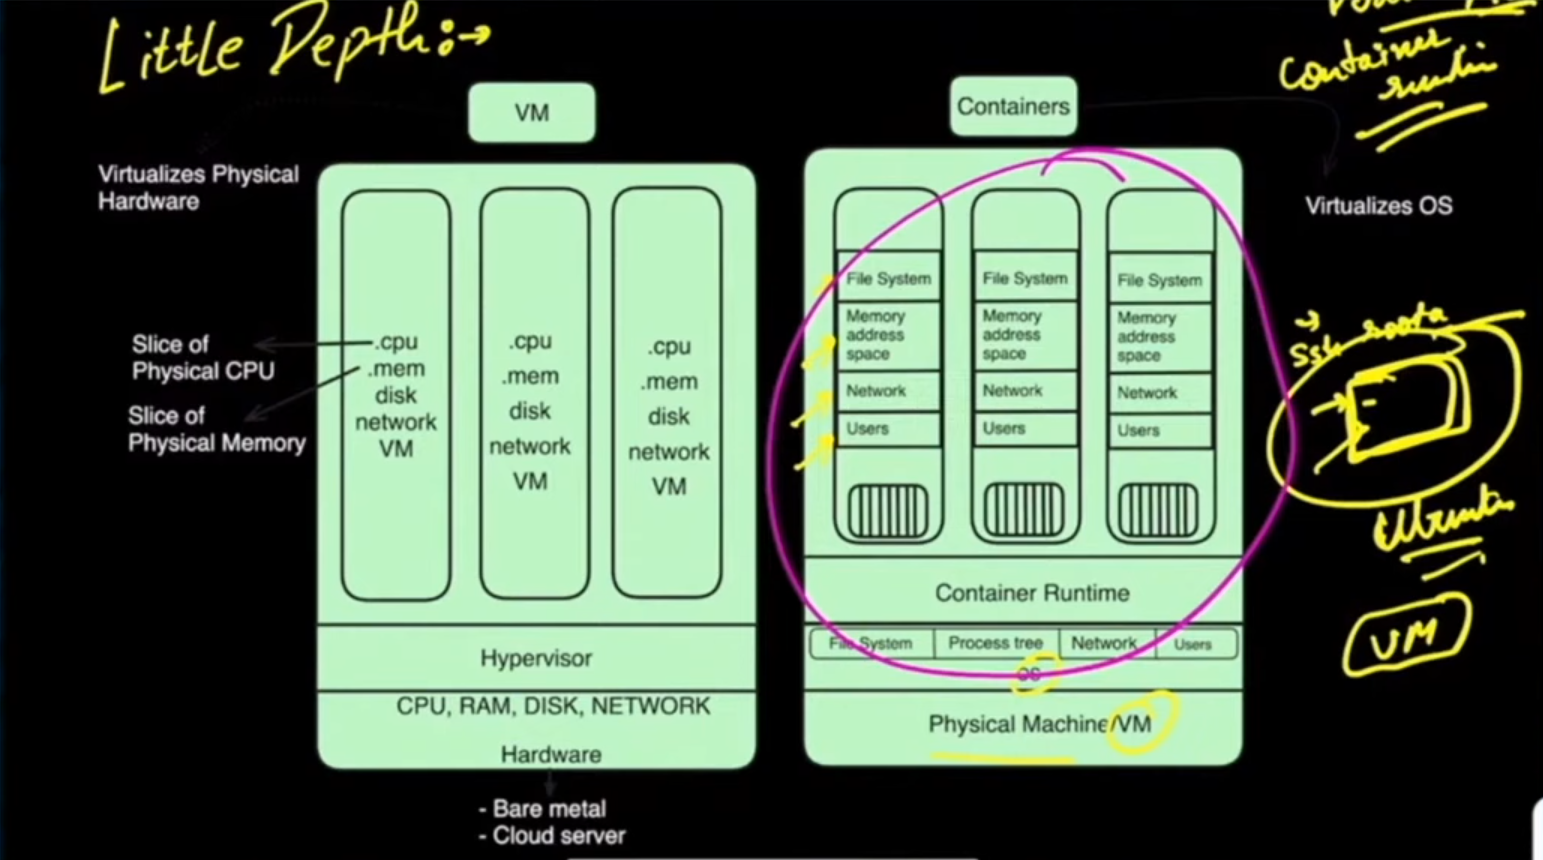 Little Depth:→
Container
VM
Containers
Virtualizes Physical
Hardware
Virtualizes OS
Slice of
Physical CPU
Slice of
Physical Memory
.cpu
.mem
disk
network
VM
.cpu
.mem
disk
network
VM
.cpu
.mem
disk
network
VM
Hypervisor
CPU, RAM, DISK, NETWORK
Hardware
- Bare metal
- Cloud server
File System
Memory
address
space
Network
Users
File System
Memory
address
space
Network
Users
File System
Memory
address
space
Network
Users
Container Runtime
File System
Process tree
Network
Users
OS
Physical Machine/VM
ssh
Ubuntu
VM